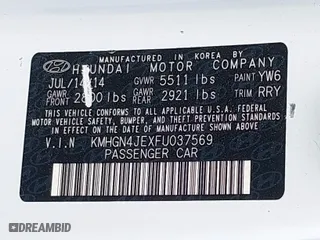 MANUFACTURED IN KOREA BY
HYUNDAI MOTOR COMPANY
JUL/14/14 GVWR 5511 lbs PAINT YW6
GAWR FRONT 2800 lbs GAWR REAR 2921 lbs TRIM RRY
THIS VEHICLE CONFORMS TO ALL APPLICABLE U.S.
FEDERAL MOTOR VEHICLE SAFETY, BUMPER, AND THEFT
PREVENTION STANDARDS IN EFFECT ON THE DATE OF
MANUFACTURE SHOWN ABOVE.
V.I.N KMHGN4JEXFU037569
PASSENGER CAR
© DREAMBID